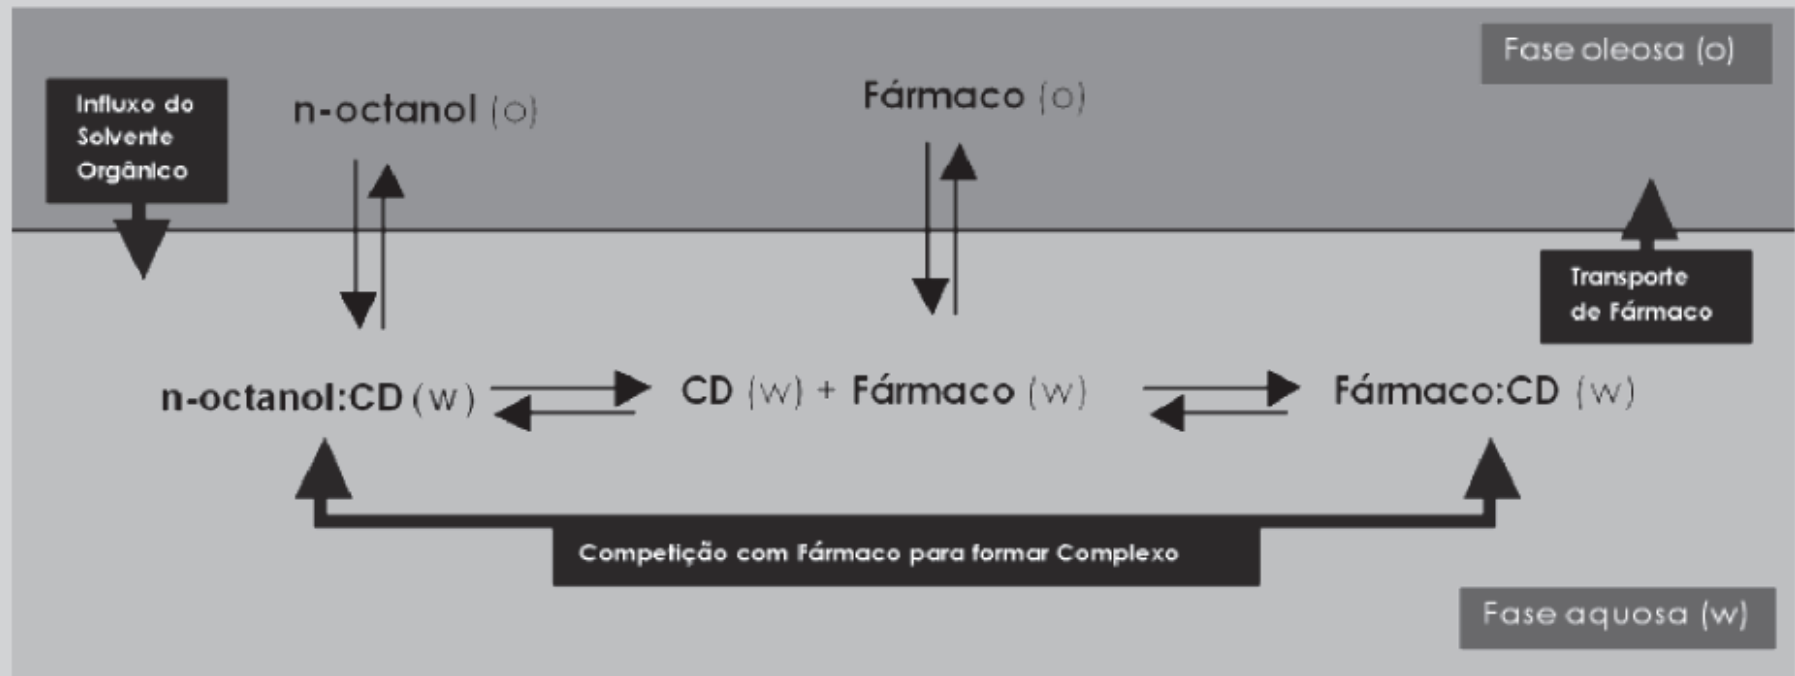 Fase oleosa (o)
Influxo do
Solvente
Orgânico
n-octanol (o)
Fármaco (o)
Transporte
de Fármaco
n-octanol:CD (w)
CD (w) + Fármaco (w)
Fármaco:CD (w)
Competição com Fármaco para formar Complexo
Fase aquosa (w)